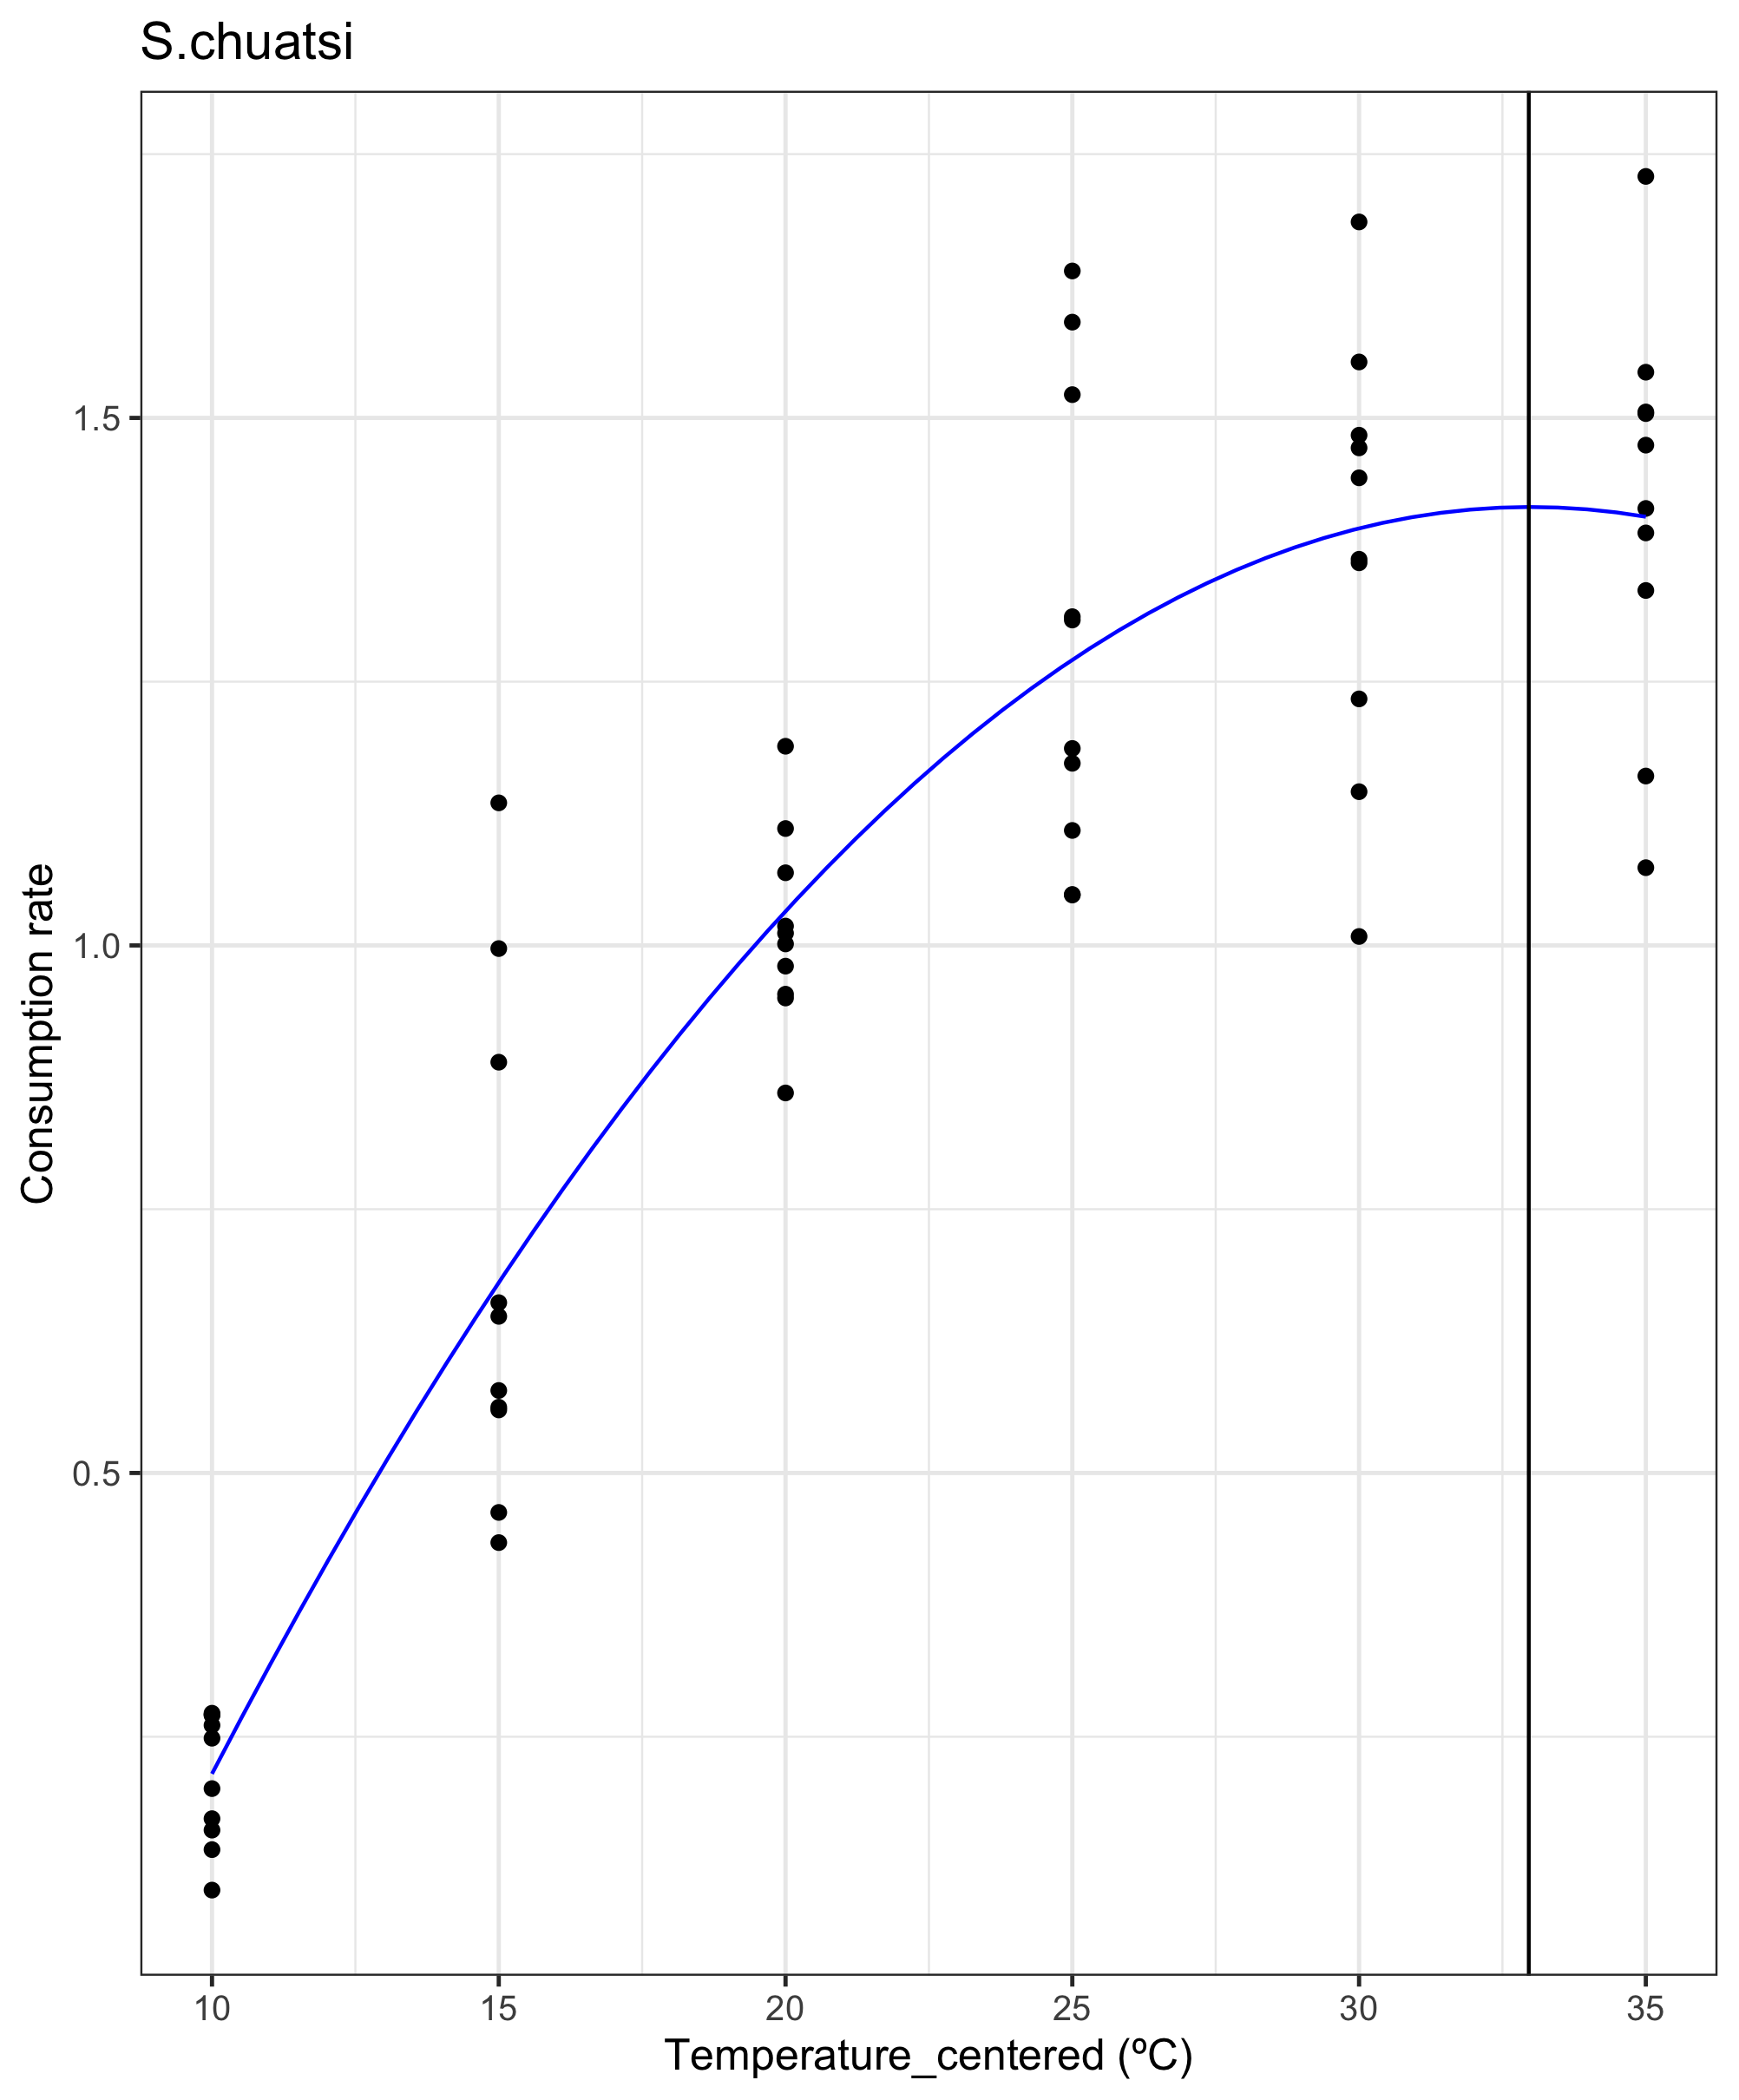 S.chuatsi
Consumption rate
1.5
1.0
0.5
10 15 20 25 30 35
Temperature_centered (ºC)